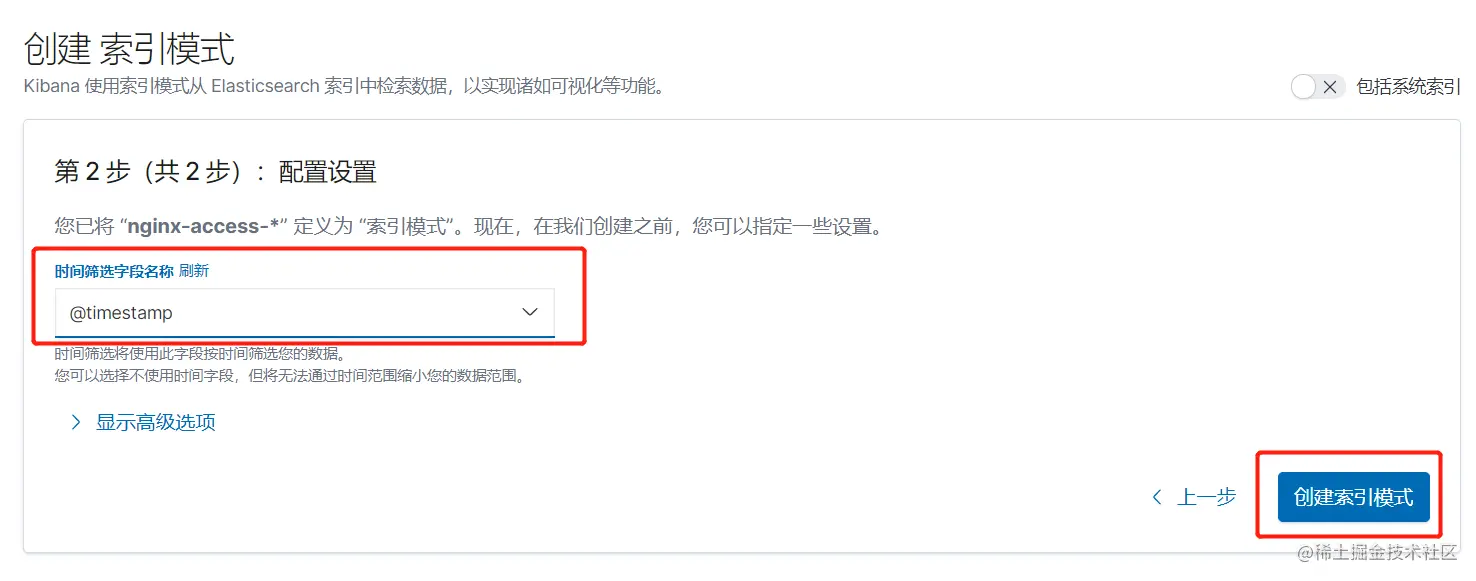 创建 索引模式
Kibana 使用索引模式从 Elasticsearch 索引中检索数据，以实现诸如可视化等功能。
包括系统索引
第 2 步（共 2 步）：配置设置
您已将 “nginx-access-*” 定义为 “索引模式”。现在，在我们创建之前，您可以指定一些设置。
时间筛选字段名称 刷新
@timestamp
时间筛选将使用此字段按时间筛选您的数据。
您可以选择不使用时间字段，但将无法通过时间范围缩小您的数据范围。
显示高级选项
上一步
创建索引模式
@稀土掘金技术社区